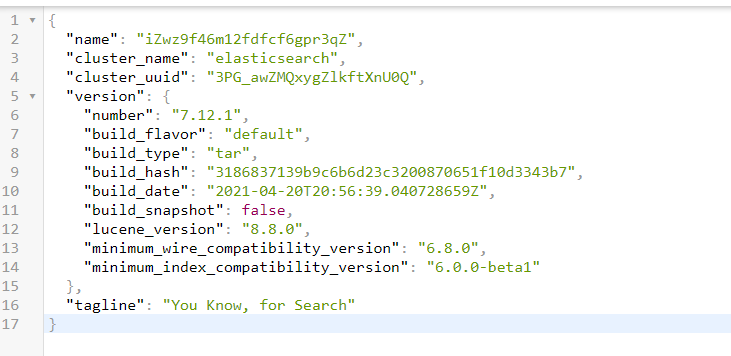 1 {
2 "name": "iZwz9f46m12fdfcf6gpr3qZ",
3 "cluster_name": "elasticsearch",
4 "cluster_uuid": "3PG_awZMQxygZlkftXnU0Q",
5 "version": {
6 "number": "7.12.1",
7 "build_flavor": "default",
8 "build_type": "tar",
9 "build_hash": "3186837139b9c6b6d23c3200870651f10d3343b7",
10 "build_date": "2021-04-20T20:56:39.040728659Z",
11 "build_snapshot": false,
12 "lucene_version": "8.8.0",
13 "minimum_wire_compatibility_version": "6.8.0",
14 "minimum_index_compatibility_version": "6.0.0-beta1"
15 },
16 "tagline": "You Know, for Search"
17 }